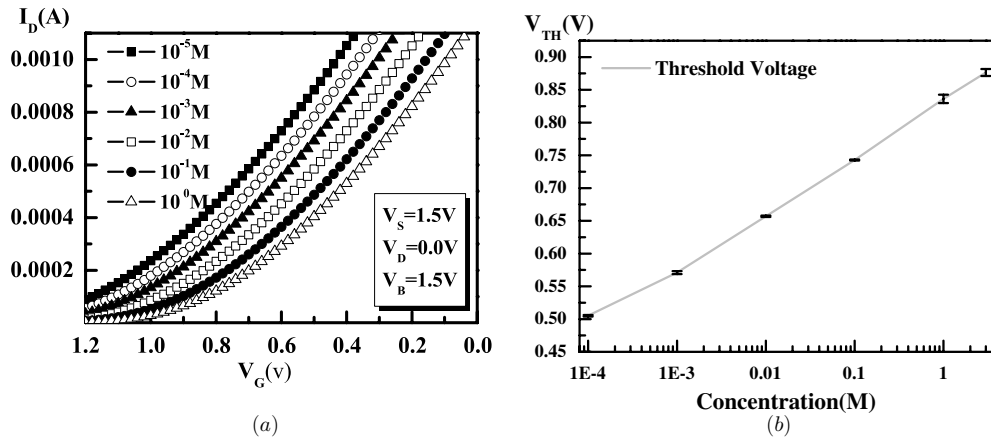 I_D(A)
0.0010
0.0008
0.0006
0.0004
0.0002
10^-5M
10^-4M
10^-3M
10^-2M
10^-1M
10^0M
V_S=1.5V
V_D=0.0V
V_B=1.5V
1.2 1.0 0.8 0.6 0.4 0.2 0.0
V_G(v)
(a)
V_TH(V)
0.90
0.85
0.80
0.75
0.70
0.65
0.60
0.55
0.50
0.45
Threshold Voltage
1E-4 1E-3 0.01 0.1 1
Concentration(M)
(b)